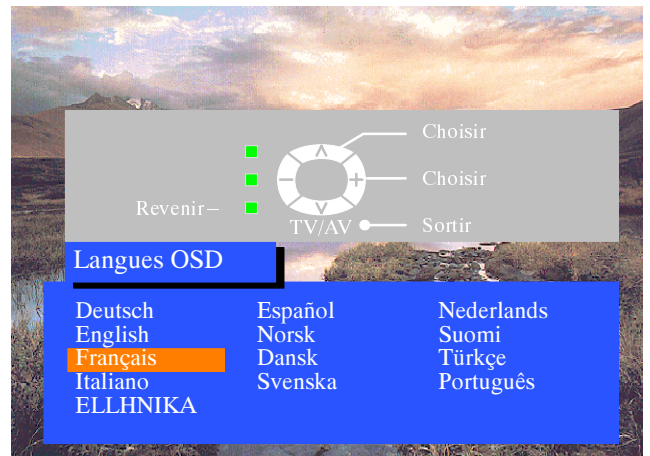 Choisir
Choisir
Revenir
TV/AV
Sortir
Langues OSD
Deutsch
English
Français
Italiano
ELLHNIKA
Español
Norsk
Dansk
Svenska
Nederlands
Suomi
Türkçe
Português